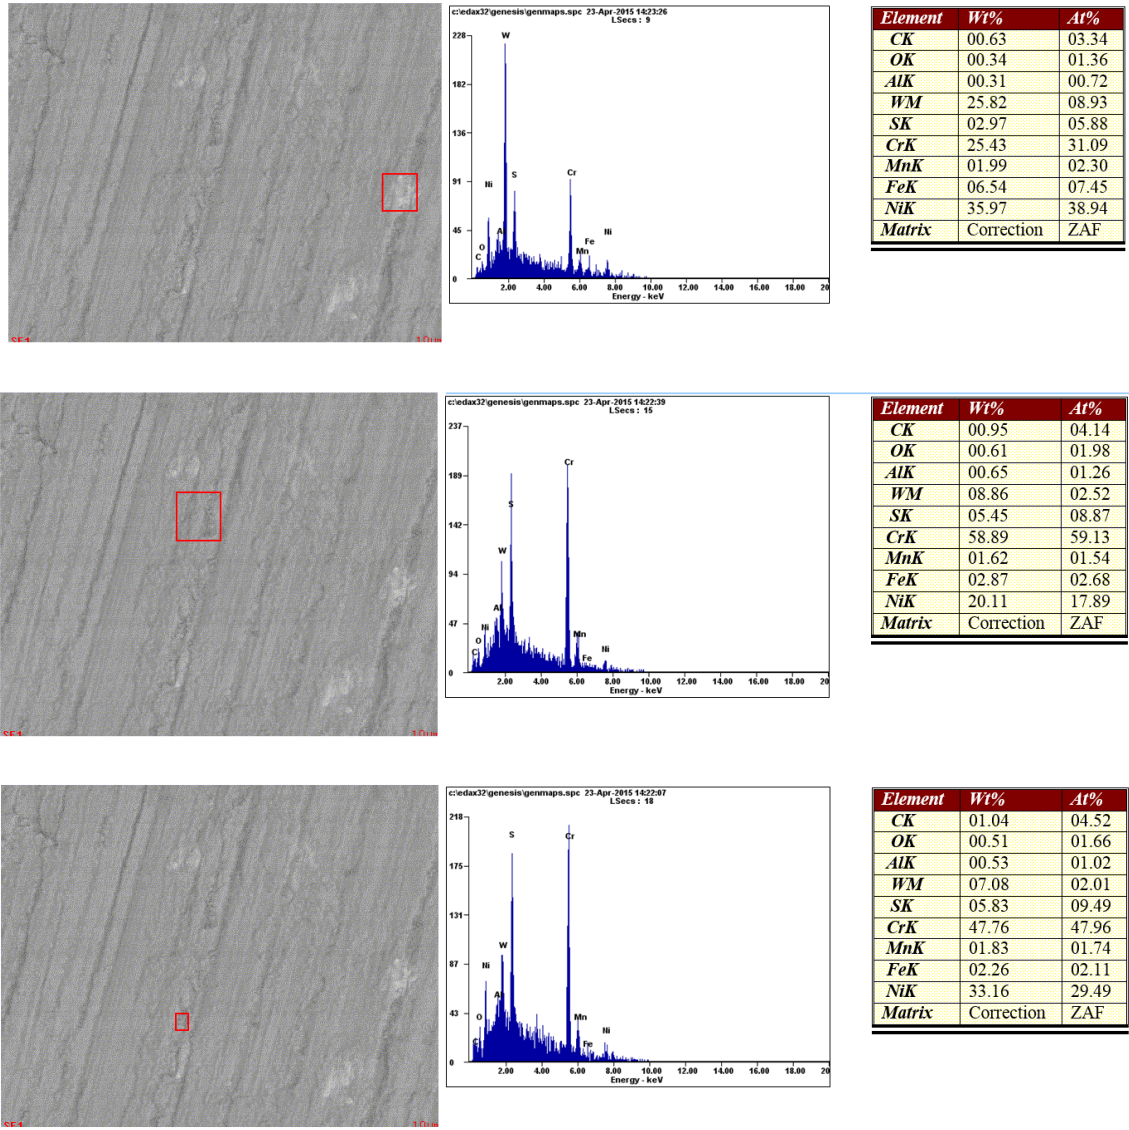 c:\edax32\genesis\genmaps.spc 23-Apr-2015 14:23:26
LSecs : 9
228
182
136
91
45
0
W
S
Ni
Cr
Al
O
C
Fe
Mn
Ni
2.00 4.00 6.00 8.00 10.00 12.00 14.00 16.00 18.00 20
Energy - keV
Element Wt% At%
CK 00.63 03.34
OK 00.34 01.36
AlK 00.31 00.72
WM 25.82 08.93
SK 02.97 05.88
CrK 25.43 31.09
MnK 01.99 02.30
FeK 06.54 07.45
NiK 35.97 38.94
Matrix Correction ZAF
SE1 10µm
c:\edax32\genesis\genmaps.spc 23-Apr-2015 14:22:39
LSecs : 15
237
189
142
94
47
0
Cr
S
W
Al
Ni
O
C
Mn
Fe
Ni
2.00 4.00 6.00 8.00 10.00 12.00 14.00 16.00 18.00 20
Energy - keV
Element Wt% At%
CK 00.95 04.14
OK 00.61 01.98
AlK 00.65 01.26
WM 08.86 02.52
SK 05.45 08.87
CrK 58.89 59.13
MnK 01.62 01.54
FeK 02.87 02.68
NiK 20.11 17.89
Matrix Correction ZAF
SE1 10µm
c:\edax32\genesis\genmaps.spc 23-Apr-2015 14:22:07
LSecs : 18
218
175
131
87
43
0
S
Cr
W
Ni
Al
O
C
Mn
Fe
Ni
2.00 4.00 6.00 8.00 10.00 12.00 14.00 16.00 18.00 20
Energy - keV
Element Wt% At%
CK 01.04 04.52
OK 00.51 01.66
AlK 00.53 01.02
WM 07.08 02.01
SK 05.83 09.49
CrK 47.76 47.96
MnK 01.83 01.74
FeK 02.26 02.11
NiK 33.16 29.49
Matrix Correction ZAF
SE1 10µm